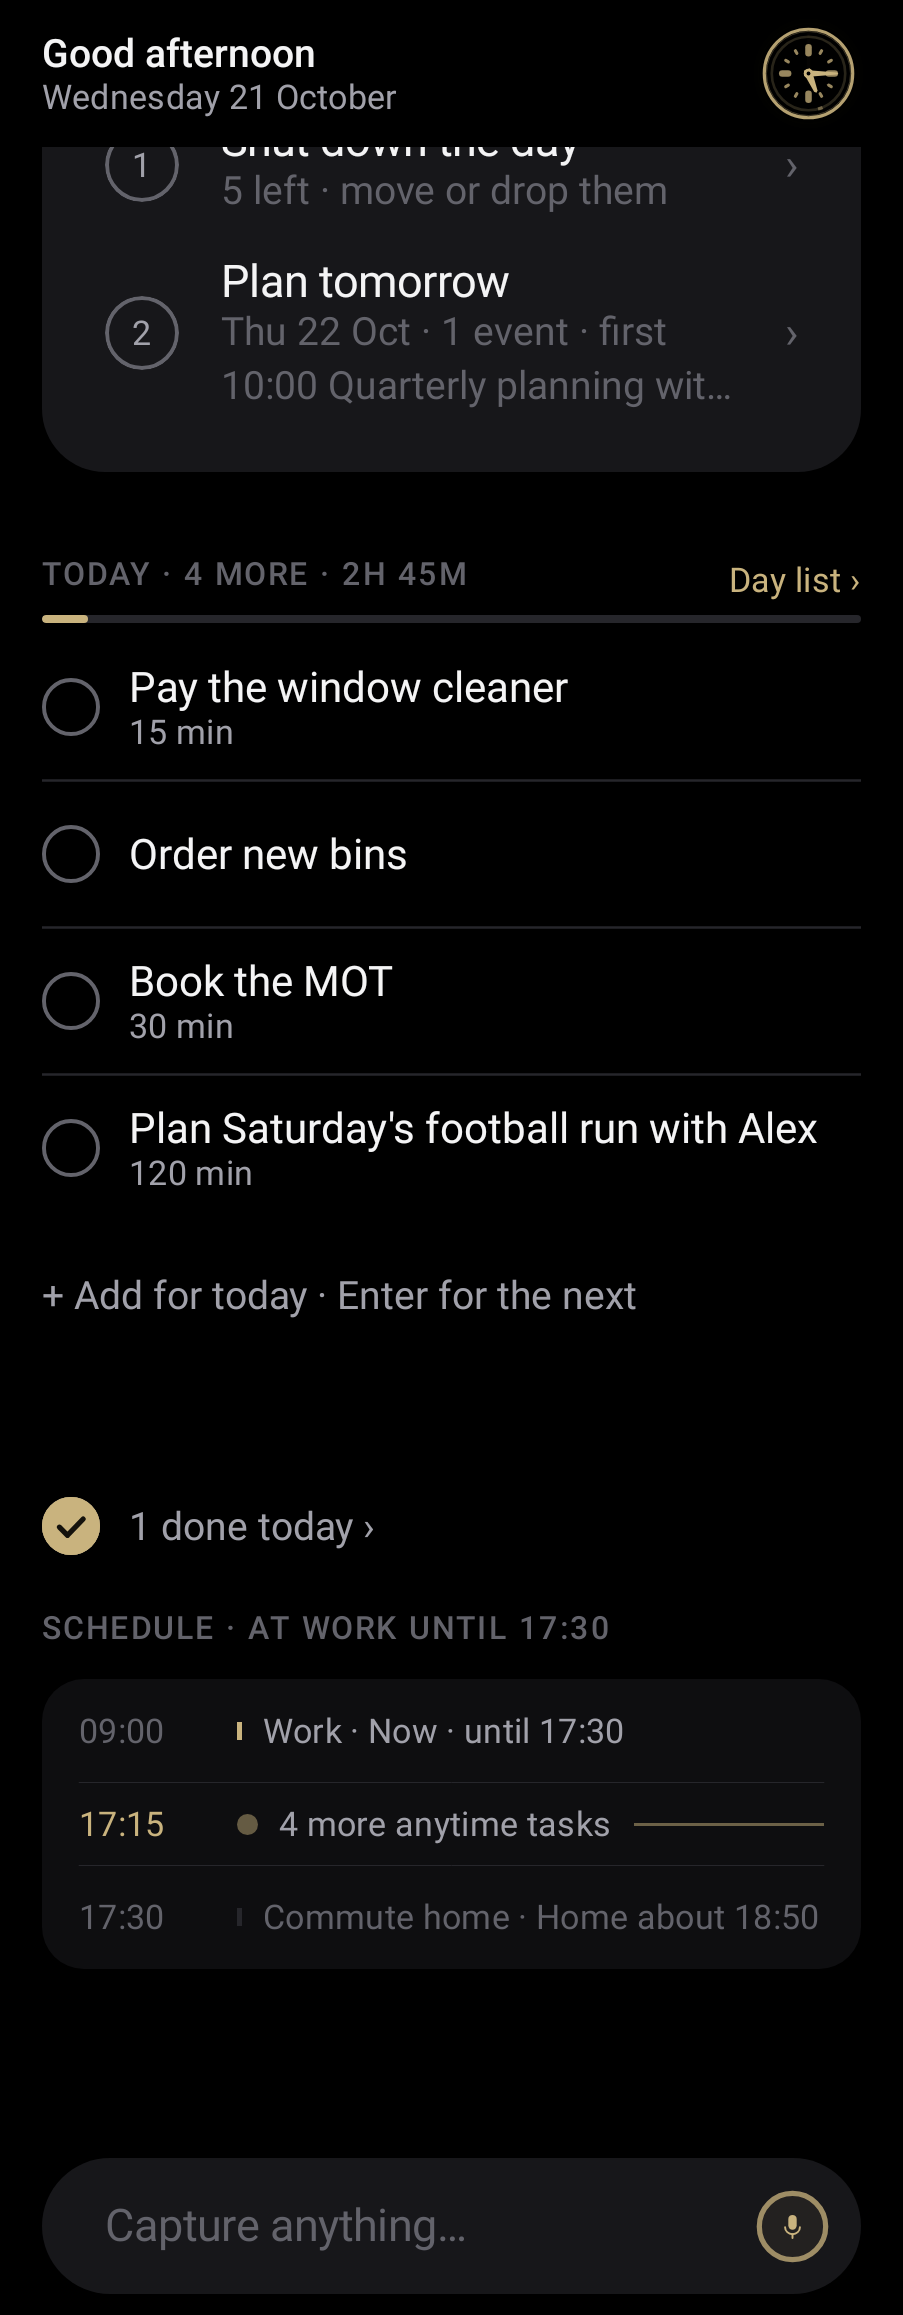 Good afternoon
Wednesday 21 October
Shut down the day
1
5 left · move or drop them
›
Plan tomorrow
2
Thu 22 Oct · 1 event · first
›
10:00 Quarterly planning wit…
TODAY · 4 MORE · 2H 45M
Day list ›
Pay the window cleaner
15 min
Order new bins
Book the MOT
30 min
Plan Saturday's football run with Alex
120 min
+ Add for today · Enter for the next
1 done today ›
SCHEDULE · AT WORK UNTIL 17:30
09:00 Work · Now · until 17:30
17:15 4 more anytime tasks
17:30 Commute home · Home about 18:50
Capture anything…